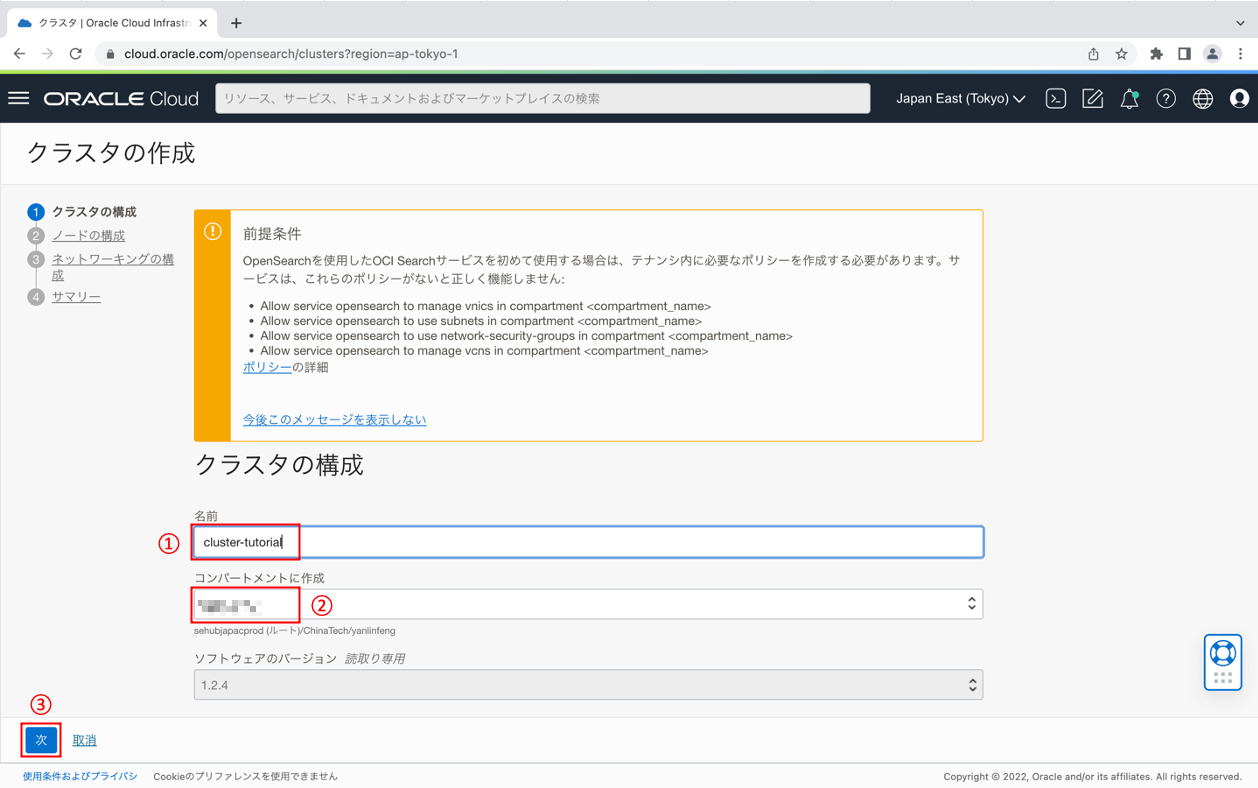 クラスタ | Oracle Cloud Infrastru
cloud.oracle.com/opensearch/clusters?region=ap-tokyo-1
ORACLE Cloud
リソース、サービス、ドキュメントおよびマーケットプレイスの検索
Japan East (Tokyo)
クラスタの作成
1 クラスタの構成
2 ノードの構成
3 ネットワーキングの構
成
4 サマリー
前提条件
OpenSearchを使用したOCI Searchサービスを初めて使用する場合は、テナンシ内に必要なポリシーを作成する必要があります。サ
ービスは、これらのポリシーがないと正しく機能しません:
• Allow service opensearch to manage vnics in compartment <compartment_name>
• Allow service opensearch to use subnets in compartment <compartment_name>
• Allow service opensearch to use network-security-groups in compartment <compartment_name>
• Allow service opensearch to manage vcns in compartment <compartment_name>
ポリシーの詳細
今後このメッセージを表示しない
クラスタの構成
名前
① cluster-tutorial
コンパートメントに作成
②
sehubjapacprod (ルート)/ChinaTech/yanlinfeng
ソフトウェアのバージョン 読取り専用
1.2.4
③
次 取消
使用条件およびプライバシ Cookieのプリファレンスを使用できません
Copyright © 2022, Oracle and/or its affiliates. All rights reserved.